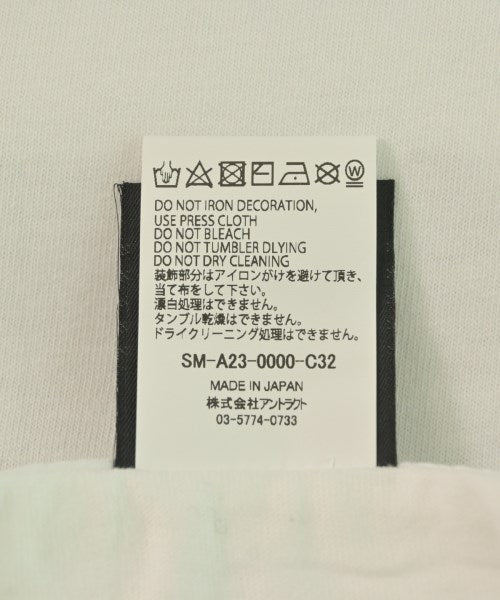 DO NOT IRON DECORATION,
USE PRESS CLOTH
DO NOT BLEACH
DO NOT TUMBLER DLYING
DO NOT DRY CLEANING
装飾部分はアイロンがけを避けて頂き、
当て布をして下さい。
漂白処理はできません。
タンブル乾燥はできません。
ドライクリーニング処理はできません。
SM-A23-0000-C32
MADE IN JAPAN
株式会社アントラクト
03-5774-0733